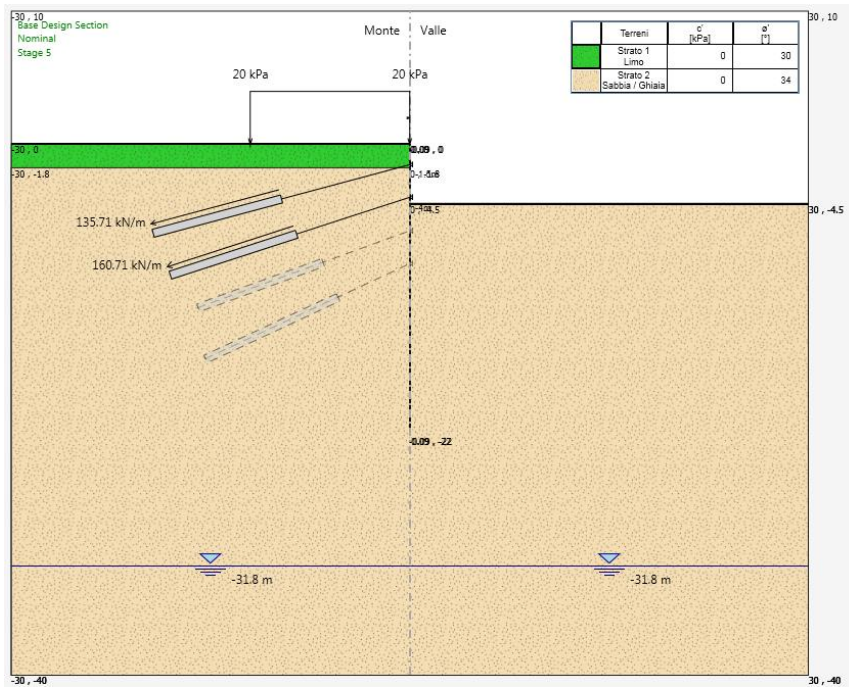 -30 , 10
30 , 10
Base Design Section
Nominal
Stage 5
Monte
Valle
Terreni
c'
[kPa]
ø'
[°]
Strato 1
Limo
0
30
Strato 2
Sabbia / Ghiaia
0
34
20 kPa
20 kPa
-30 , 0
, 0
-30 , -1.8
-4.5
30 , -4.5
135.71 kN/m
160.71 kN/m
, -22
-31.8 m
-31.8 m
-30 , -40
30 , -40